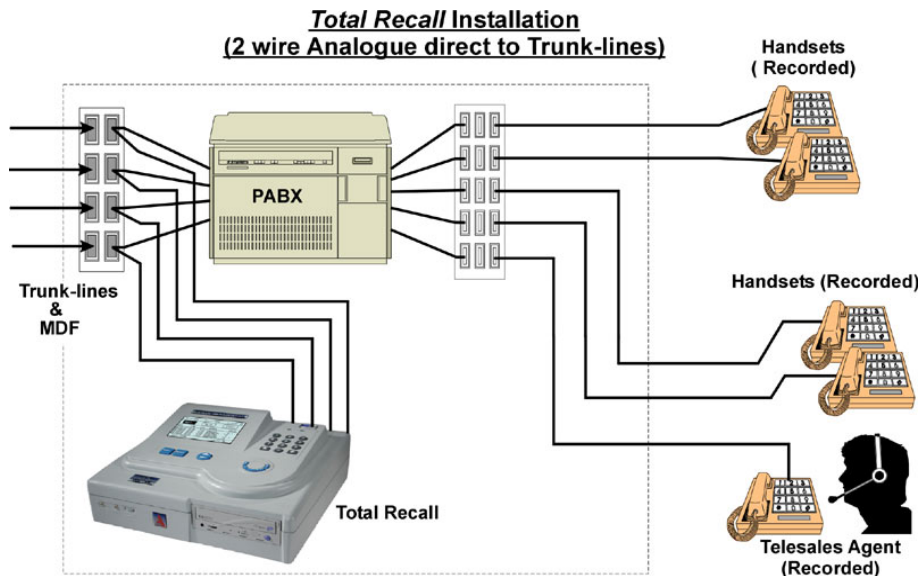 Total Recall Installation
(2 wire Analogue direct to Trunk-lines)
Handsets
( Recorded)
PABX
Trunk-lines
&
MDF
Handsets (Recorded)
Total Recall
Telesales Agent
(Recorded)